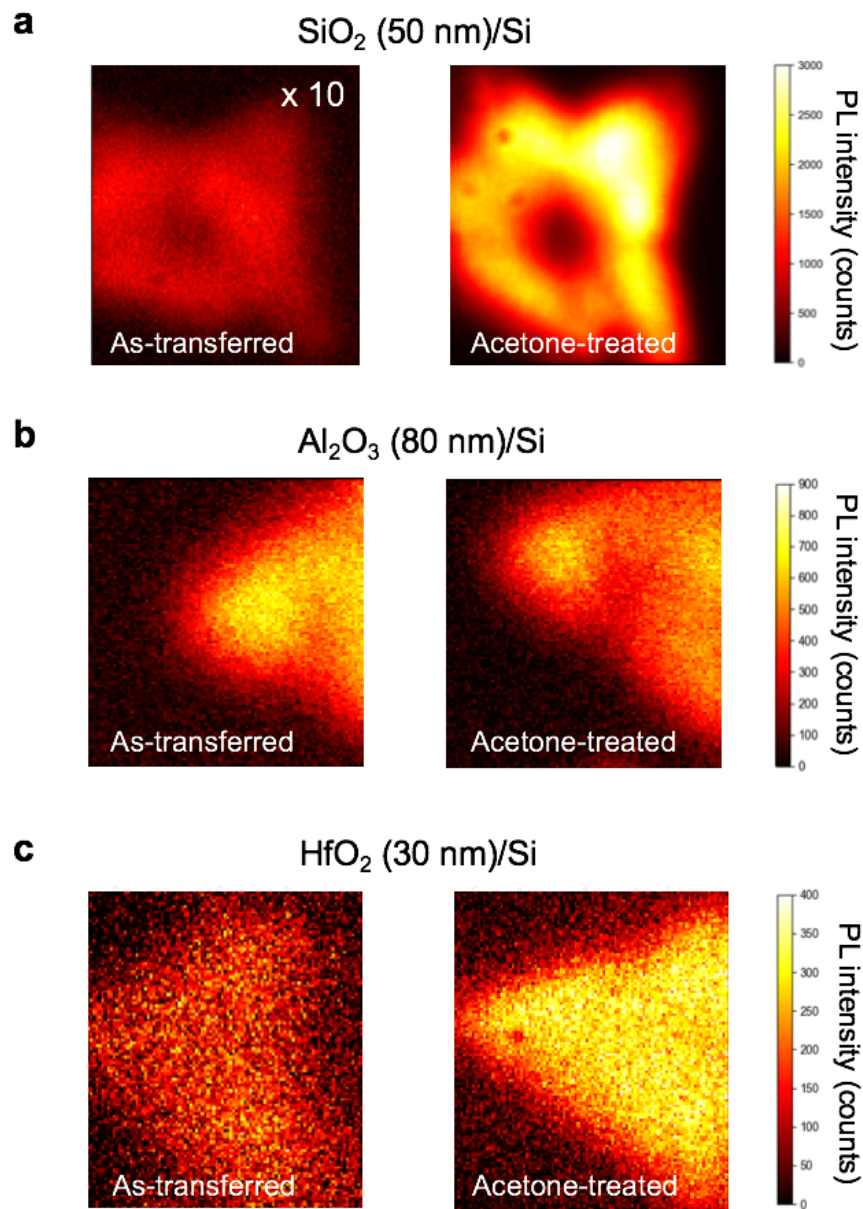 a
SiO₂ (50 nm)/Si
x 10
As-transferred
Acetone-treated
3000
2500
2000
1500
1000
500
0
PL intensity (counts)
b
Al₂O₃ (80 nm)/Si
As-transferred
Acetone-treated
900
800
700
600
500
400
300
200
100
0
PL intensity (counts)
c
HfO₂ (30 nm)/Si
As-transferred
Acetone-treated
400
350
300
250
200
150
100
50
0
PL intensity (counts)